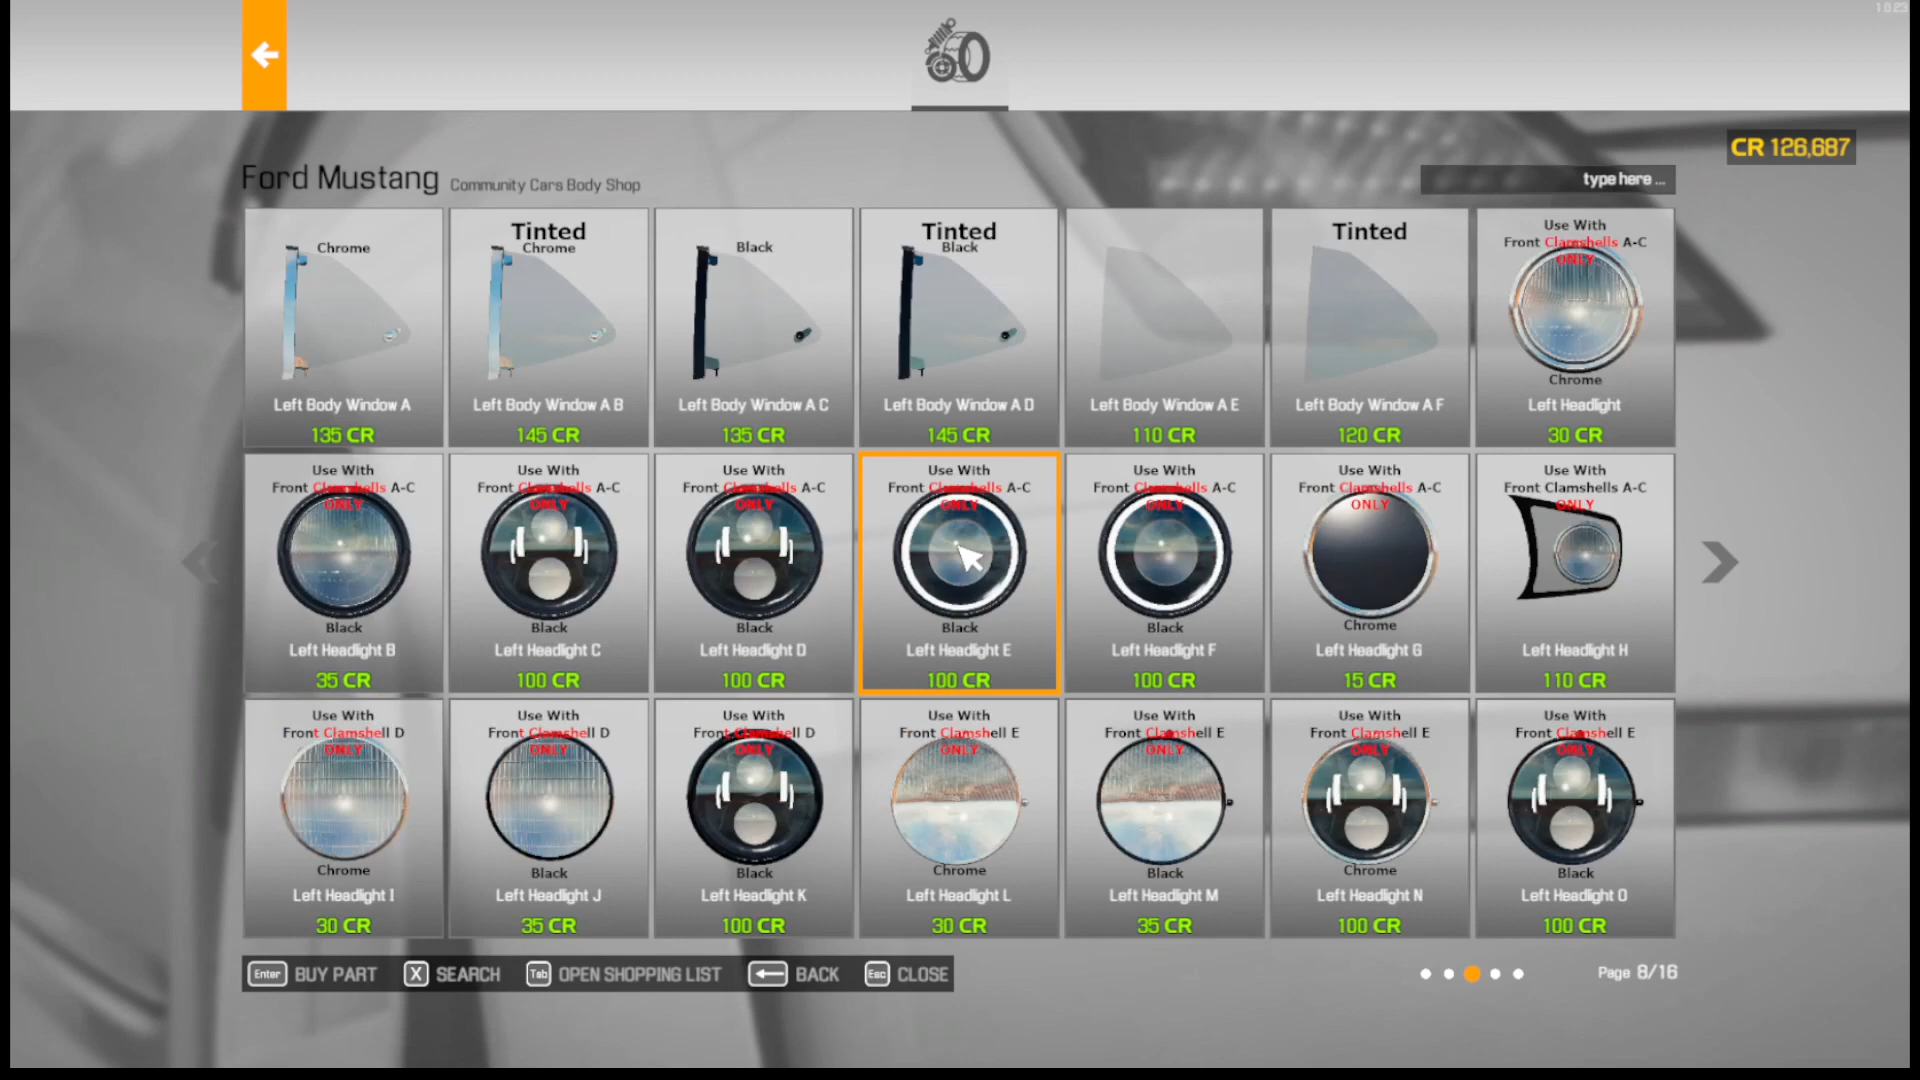 10.23
CR 126,687
Ford Mustang Community Cars Body Shop
type here ...
Chrome
Left Body Window A
135 CR
Tinted
Chrome
Left Body Window A B
145 CR
Black
Left Body Window A C
135 CR
Tinted
Black
Left Body Window A D
145 CR
Left Body Window A E
110 CR
Tinted
Left Body Window A F
120 CR
Use With
Front Clamshells A-C
ONLY
Chrome
Left Headlight
30 CR
Use With
Front Clamshells A-C
ONLY
Black
Left Headlight B
35 CR
Use With
Front Clamshells A-C
ONLY
Black
Left Headlight C
100 CR
Use With
Front Clamshells A-C
ONLY
Black
Left Headlight D
100 CR
Use With
Front Clamshells A-C
ONLY
Black
Left Headlight E
100 CR
Use With
Front Clamshells A-C
ONLY
Black
Left Headlight F
100 CR
Use With
Front Clamshells A-C
ONLY
Chrome
Left Headlight G
15 CR
Use With
Front Clamshells A-C
ONLY
Left Headlight H
110 CR
Use With
Front Clamshell D
ONLY
Chrome
Left Headlight I
30 CR
Use With
Front Clamshell D
ONLY
Black
Left Headlight J
35 CR
Use With
Front Clamshell D
ONLY
Black
Left Headlight K
100 CR
Use With
Front Clamshell E
ONLY
Chrome
Left Headlight L
30 CR
Use With
Front Clamshell E
ONLY
Black
Left Headlight M
35 CR
Use With
Front Clamshell E
ONLY
Chrome
Left Headlight N
100 CR
Use With
Front Clamshell E
ONLY
Black
Left Headlight O
100 CR
Enter BUY PART X SEARCH Tab OPEN SHOPPING LIST BACK Esc CLOSE
Page 8/16